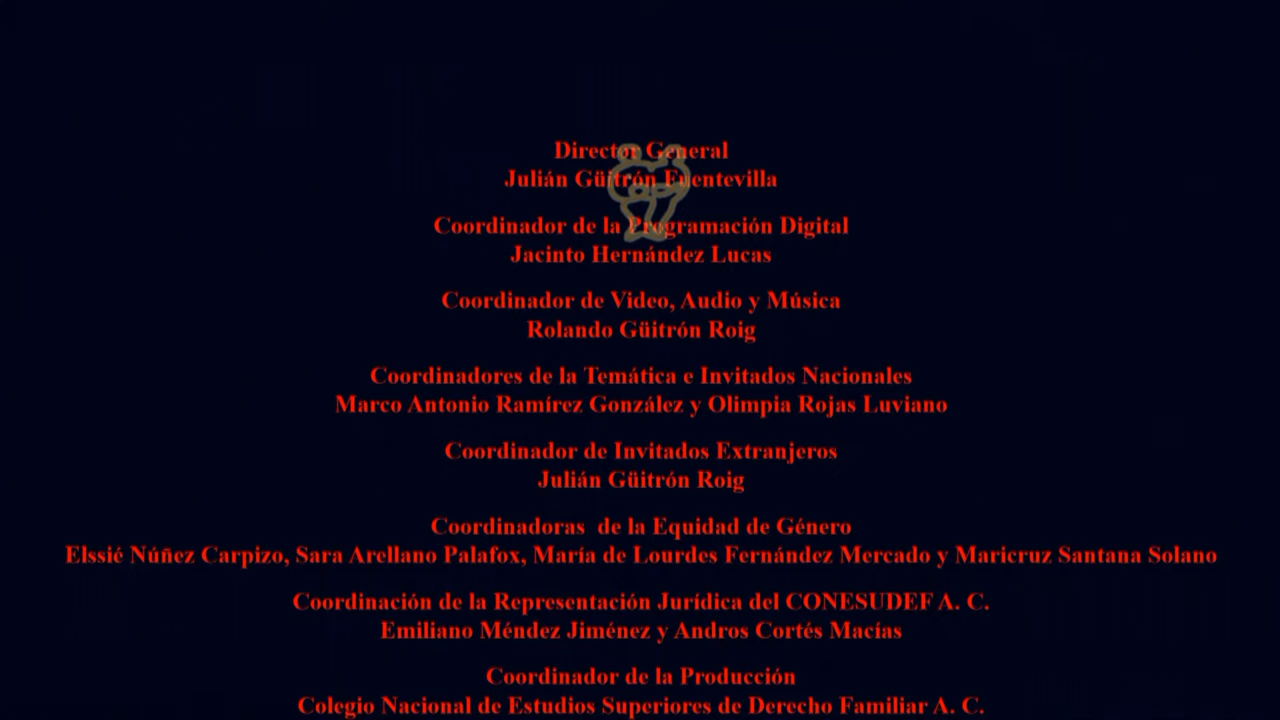 Director General
Julián Güitrón Fuentevilla
Coordinador de la Programación Digital
Jacinto Hernández Lucas
Coordinador de Video, Audio y Música
Rolando Güitrón Roig
Coordinadores de la Temática e Invitados Nacionales
Marco Antonio Ramírez González y Olimpia Rojas Luviano
Coordinador de Invitados Extranjeros
Julián Güitrón Roig
Coordinadoras de la Equidad de Género
Elssié Núñez Carpizo, Sara Arellano Palafox, María de Lourdes Fernández Mercado y Maricruz Santana Solano
Coordinación de la Representación Jurídica del CONESUDEF A. C.
Emiliano Méndez Jiménez y Andros Cortés Macías
Coordinador de la Producción
Colegio Nacional de Estudios Superiores de Derecho Familiar A. C.